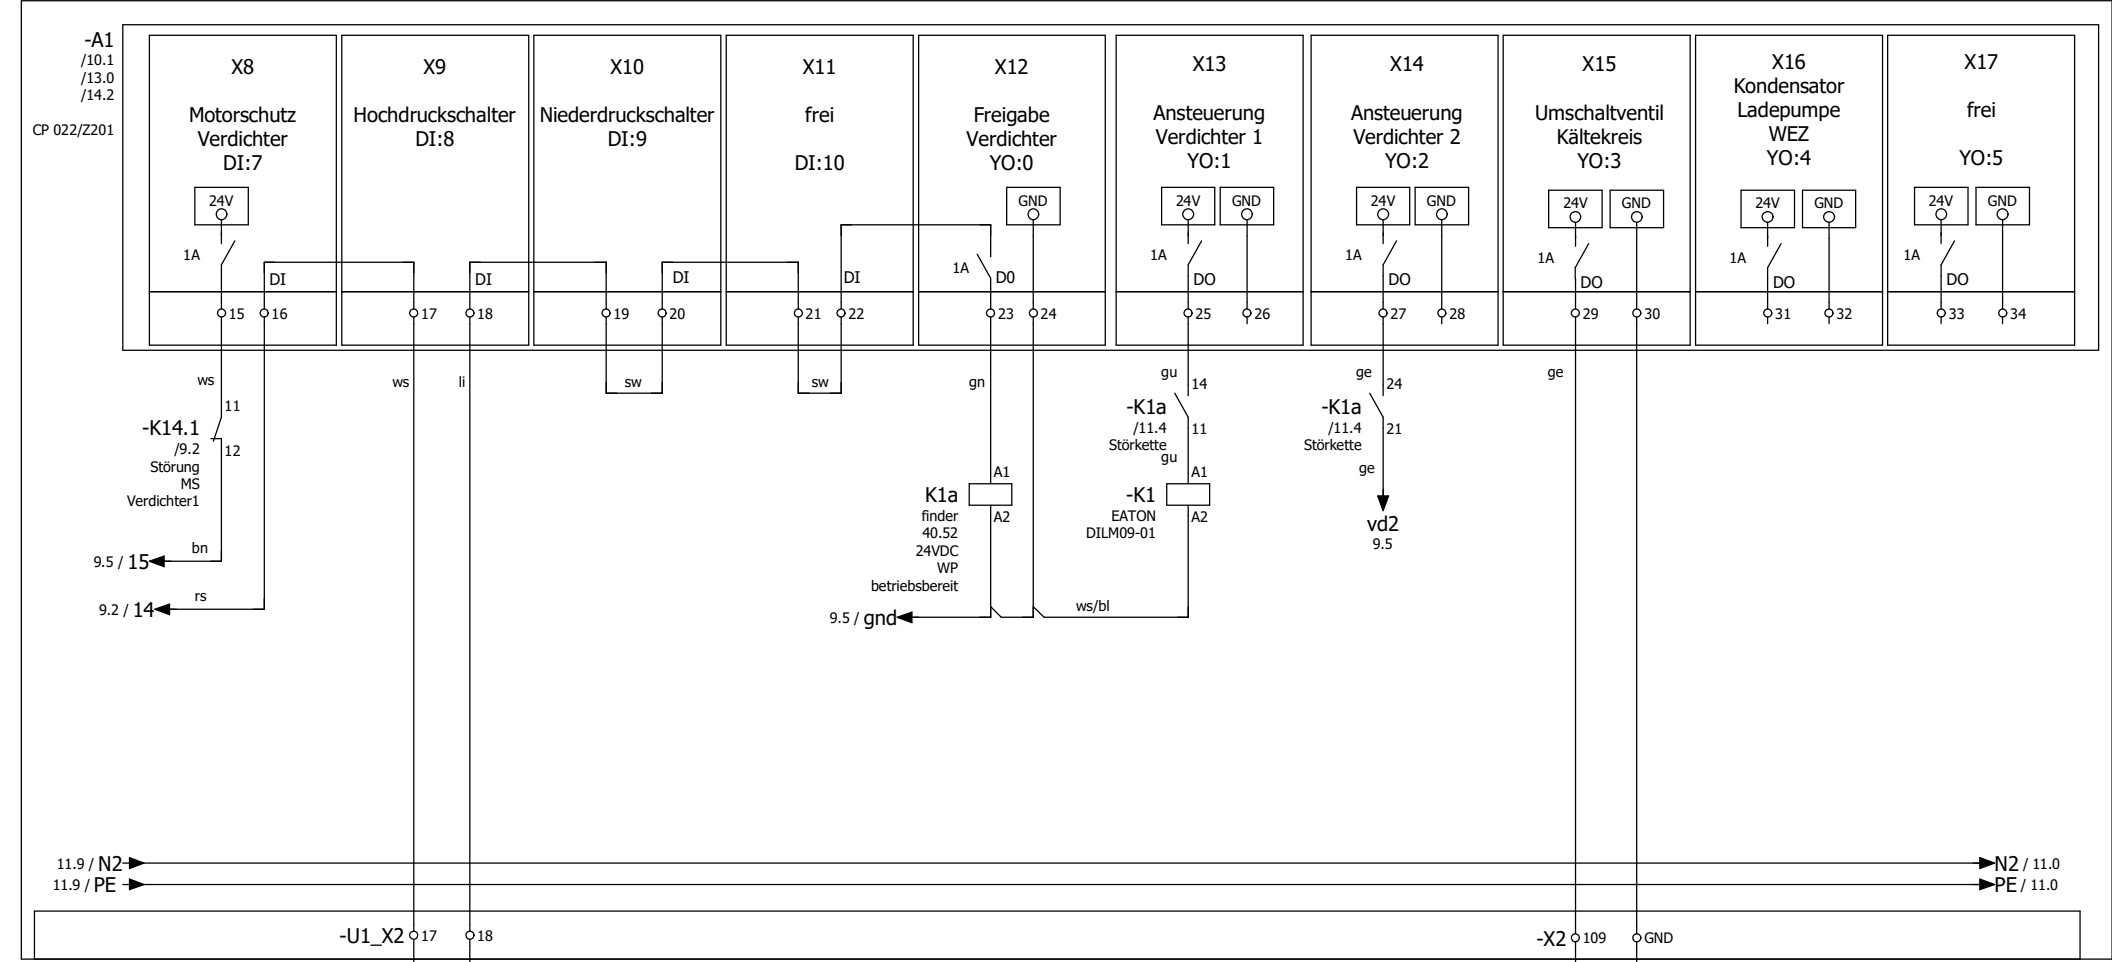 -A1
/10.1
/13.0
/14.2
CP 022/Z201
X8
Motorschutz
Verdichter
DI:7
24V
1A
DI
15 16
X9
Hochdruckschalter
DI:8
DI
17 18
X10
Niederdruckschalter
DI:9
DI
19 20
X11
frei
DI:10
DI
21 22
X12
Freigabe
Verdichter
YO:0
GND
1A D0
23 24
X13
Ansteuerung
Verdichter 1
YO:1
24V GND
1A
DO
25 26
X14
Ansteuerung
Verdichter 2
YO:2
24V GND
1A
DO
27 28
X15
Umschaltventil
Kältekreis
YO:3
24V GND
1A
DO
29 30
X16
Kondensator
Ladepumpe
WEZ
YO:4
24V GND
1A
DO
31 32
X17
frei
YO:5
24V GND
1A
DO
33 34
ws
11
-K14.1
/9.2
12
Störung
MS
Verdichter1
bn
9.5 / 15
rs
9.2 / 14
ws li
sw
sw
gn
A1
K1a
finder
A2
40.52
24VDC
WP
betriebsbereit
9.5 / gnd
ws/bl
gu
14
-K1a
/11.4
11
Störkette
gu
A1
-K1
EATON
A2
DILM09-01
ge
24
-K1a
/11.4
21
Störkette
ge
vd2
9.5
ge
11.9 / N2
N2 / 11.0
11.9 / PE
PE / 11.0
-U1_X2 17 18
-X2 109 GND